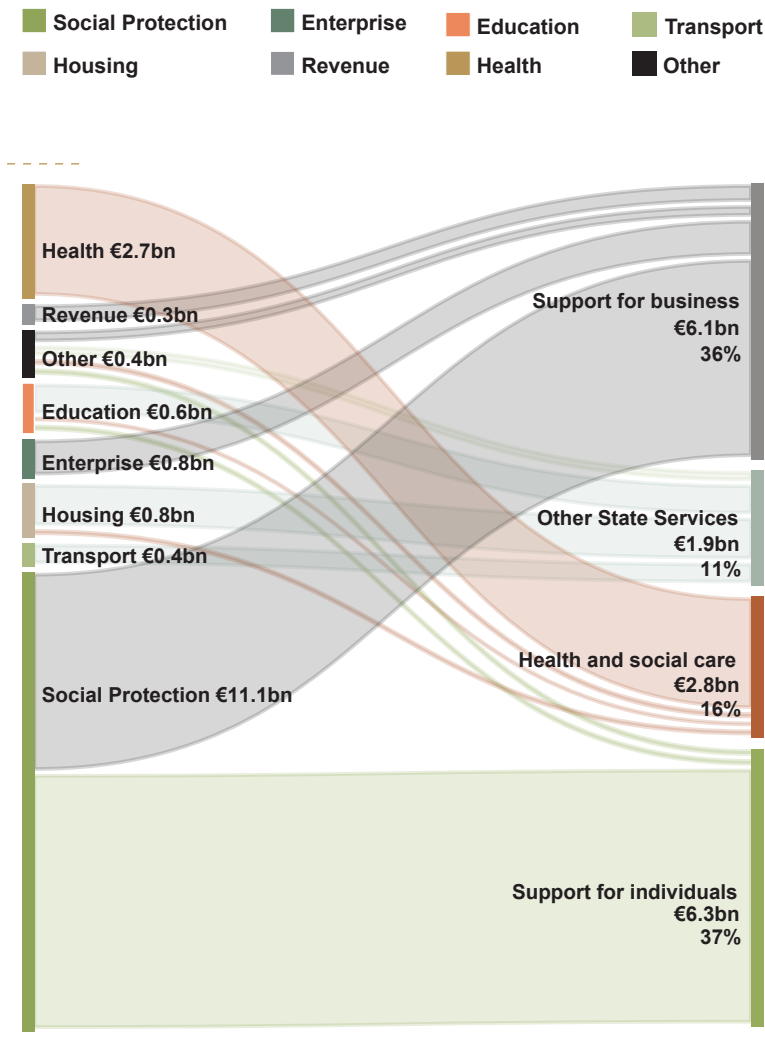 Social Protection
Enterprise
Education
Transport
Housing
Revenue
Health
Other
Health €2.7bn
Revenue €0.3bn
Other €0.4bn
Education €0.6bn
Enterprise €0.8bn
Housing €0.8bn
Transport €0.4bn
Social Protection €11.1bn
Support for business
€6.1bn
36%
Other State Services
€1.9bn
11%
Health and social care
€2.8bn
16%
Support for individuals
€6.3bn
37%